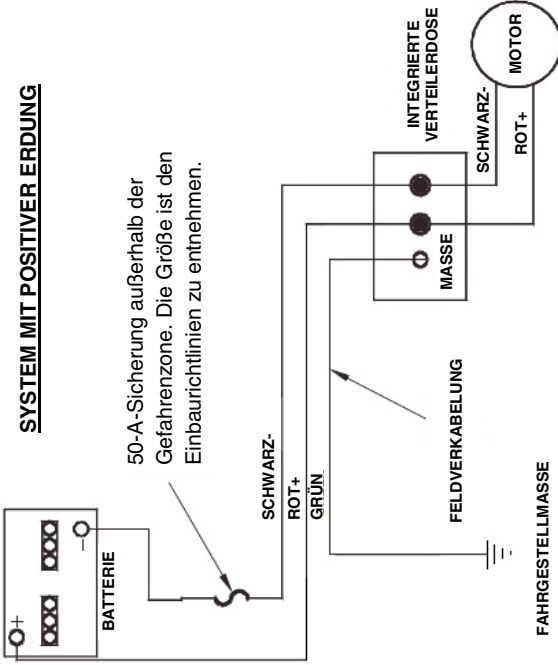 SYSTEM MIT POSITIVER ERDUNG
50-A-Sicherung außerhalb der
Gefahrenzone. Die Größe ist den
Einbaurichtlinien zu entnehmen.
+
-
BATTERIE
SCHWARZ-
ROT+
GRÜN
INTEGRIERTE
VERTEILERDOSE
MASSE
SCHWARZ-
ROT+
MOTOR
FELDVERKABELUNG
FAHRGESTELLMASSE